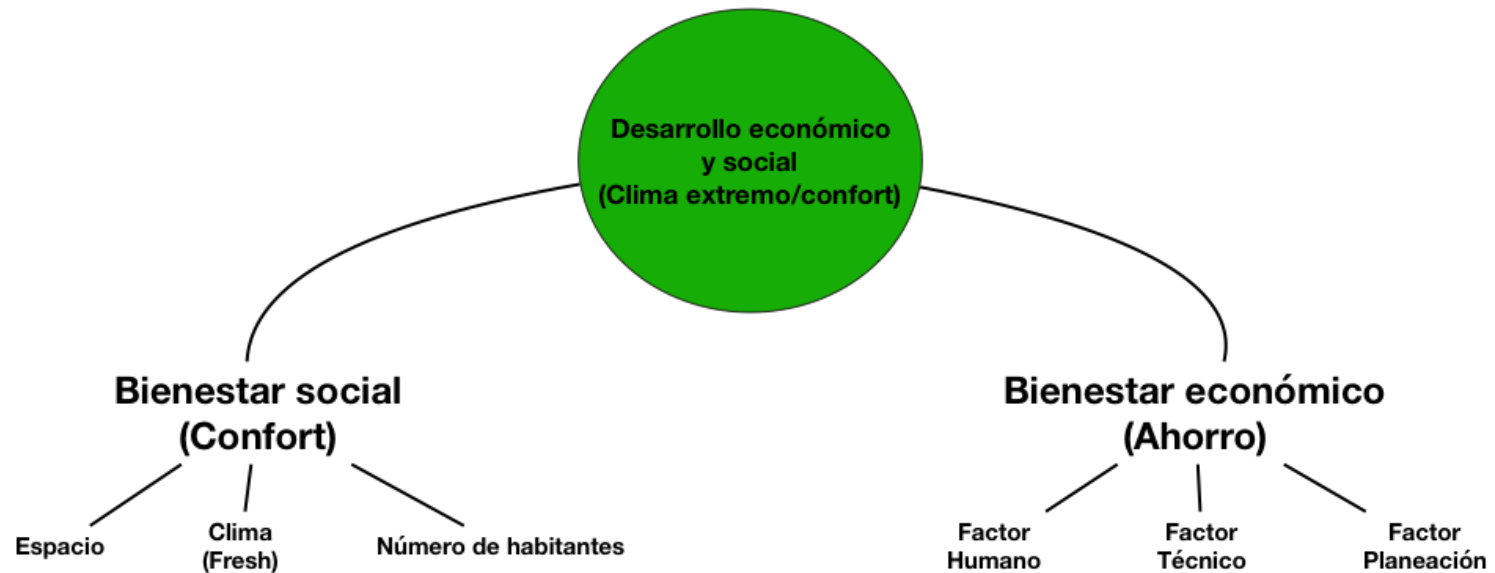 Desarrollo económico
y social
(Clima extremo/confort)
Bienestar social
(Confort)
Bienestar económico
(Ahorro)
Espacio
Clima
(Fresh)
Número de habitantes
Factor
Humano
Factor
Técnico
Factor
Planeación